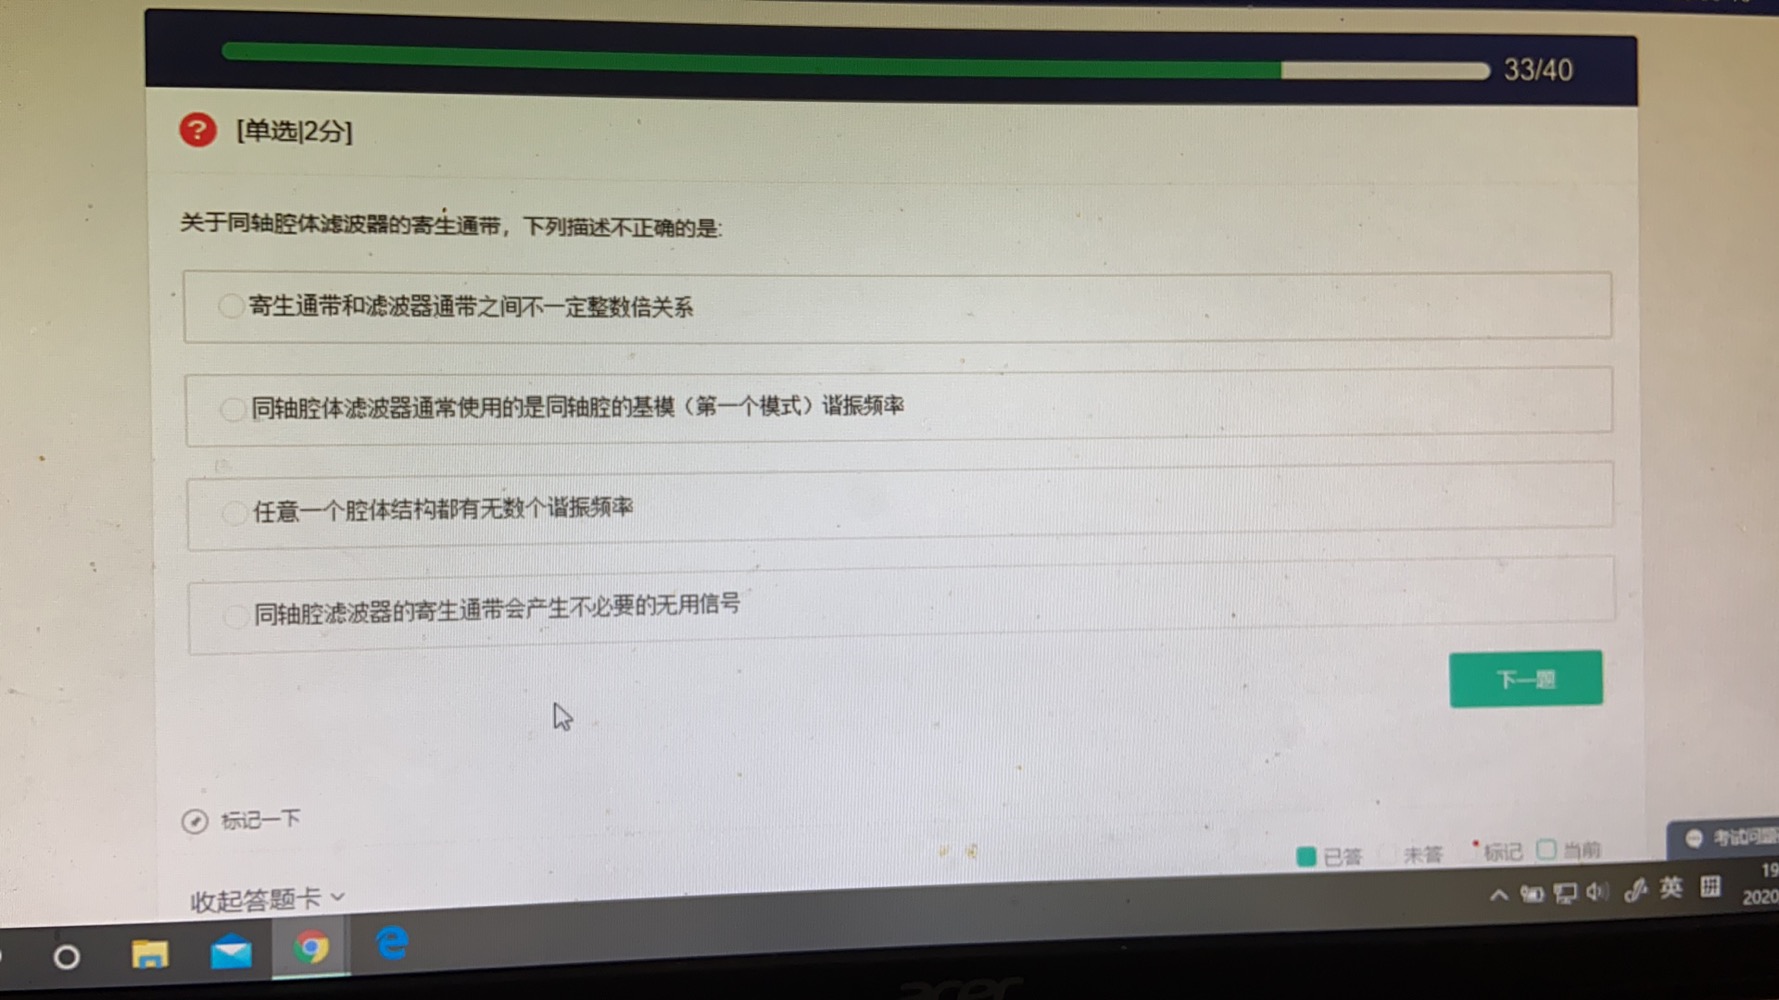 33/40
[单选|2分]
关于同轴腔体滤波器的寄生通带，下列描述不正确的是:
寄生通带和滤波器通带之间不一定整数倍关系
同轴腔体滤波器通常使用的是同轴腔的基模（第一个模式）谐振频率
任意一个腔体结构都有无数个谐振频率
同轴腔滤波器的寄生通带会产生不必要的无用信号
下一题
标记一下
已答 未答 标记 当前
考试问题
收起答题卡
英
拼
19
2020
acer